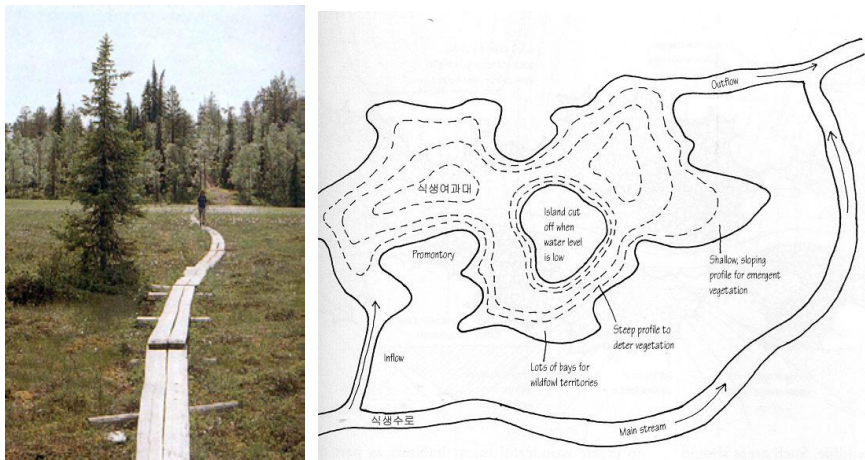 Outflow
식생여과대
Island cut
off when
water level
is low
Promontory
Shallow, sloping
profile for emergent
vegetation
Steep profile to
deter vegetation
Inflow
Lots of bays for
wildfowl territories
식생수로
Main stream